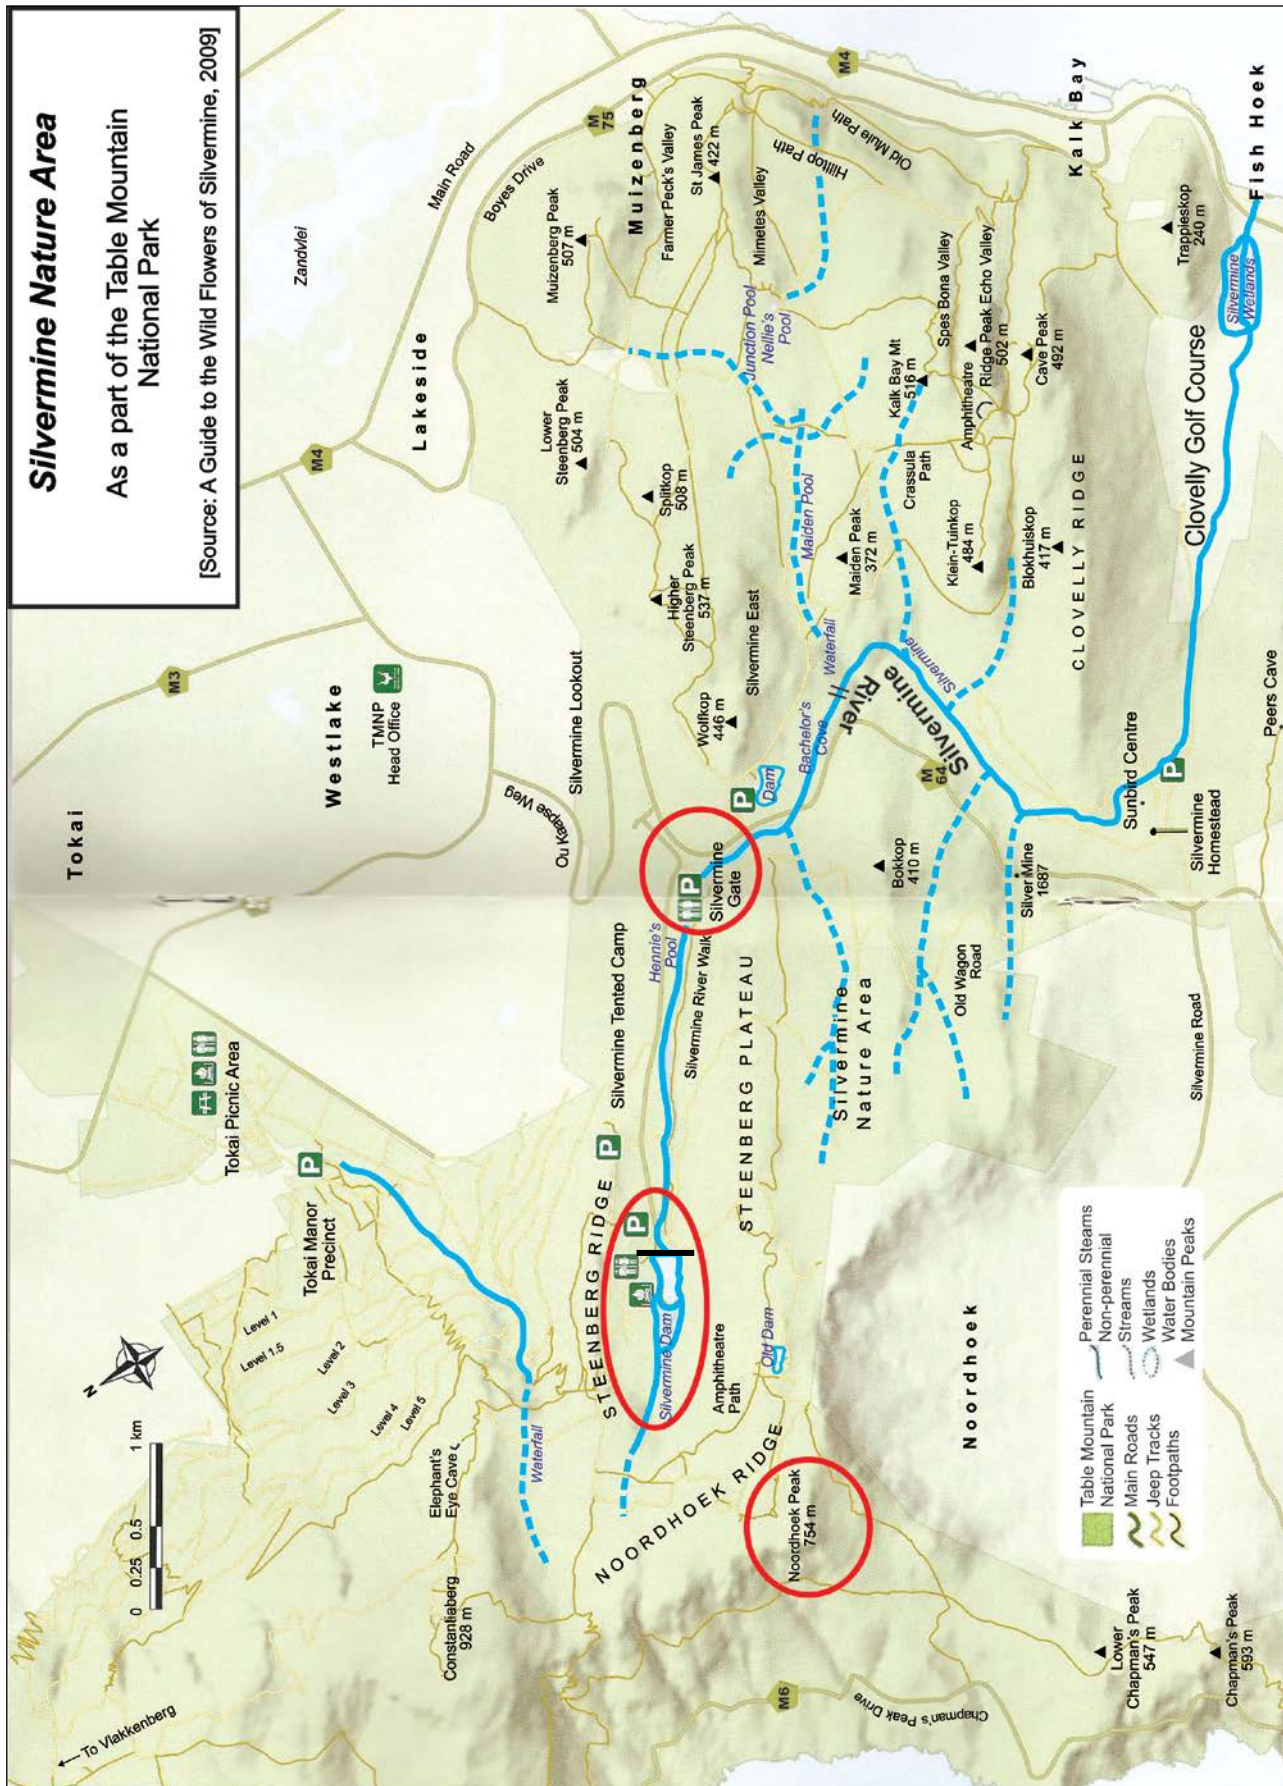 Silvermine Nature Area
As a part of the Table Mountain
National Park
[Source: A Guide to the Wild Flowers of Silvermine, 2009]
To Vlakkenberg
N
0
0.25
0.5
1 km
Level 1
Level 1.5
Level 2
Level 3
Level 4
Level 5
Tokai Manor
Precinct
P
Tokai Picnic Area
Tokai
M3
Westlake
TMNP
Head Office
M4
Lakeside
Zandvlei
Main Road
Boyes Drive
M
75
Muizenberg
M4
Kalk Bay
Fish Hoek
Constantiaberg
928 m
Elephant's
Eye Cave
Waterfall
STEENBERG RIDGE
P
Silvermine Tented Camp
Ou Kaapse Weg
Silvermine Lookout
Lower
Steenberg Peak
504 m
Muizenberg Peak
507 m
Splitkop
508 m
Higher
Steenberg Peak
537 m
Farmer Peck's Valley
St James Peak
422 m
Mimetes Valley
Hilltop Path
Old Mule Path
NOORDHOEK RIDGE
Silvermine Dam
P
Hennie's
Pool
Silvermine River Walk
P
Silvermine
Gate
Wolfkop
446 m
Silvermine East
P
Dam
Junction Pool
Nellie's
Pool
Amphitheatre
Path
STEENBERG PLATEAU
Old Dam
Noordhoek Peak
754 m
Bachelor's
Cove
Waterfall
Maiden Pool
Maiden Peak
372 m
Silvermine
Nature Area
Bokkop
410 m
Silvermine
River
Silvermine
M
64
Crassula
Path
Kalk Bay Mt
516 m
Spes Bona Valley
Amphitheatre
Ridge Peak
502 m
Echo Valley
Cave Peak
492 m
Klein-Tuinkop
484 m
Blokhuiskop
417 m
CLOVELLY RIDGE
Trappieskop
240 m
Old Wagon
Road
Silver Mine
1687
Noordhoek
M6
Chapman's Peak Drive
Lower
Chapman's Peak
547 m
Chapman's Peak
593 m
Silvermine Road
Sunbird Centre
P
Silvermine
Homestead
Clovelly Golf Course
Silvermine
Wetlands
Peers Cave
Table Mountain
National Park
Main Roads
Jeep Tracks
Footpaths
Perennial Steams
Non-perennial
Streams
Wetlands
Water Bodies
Mountain Peaks